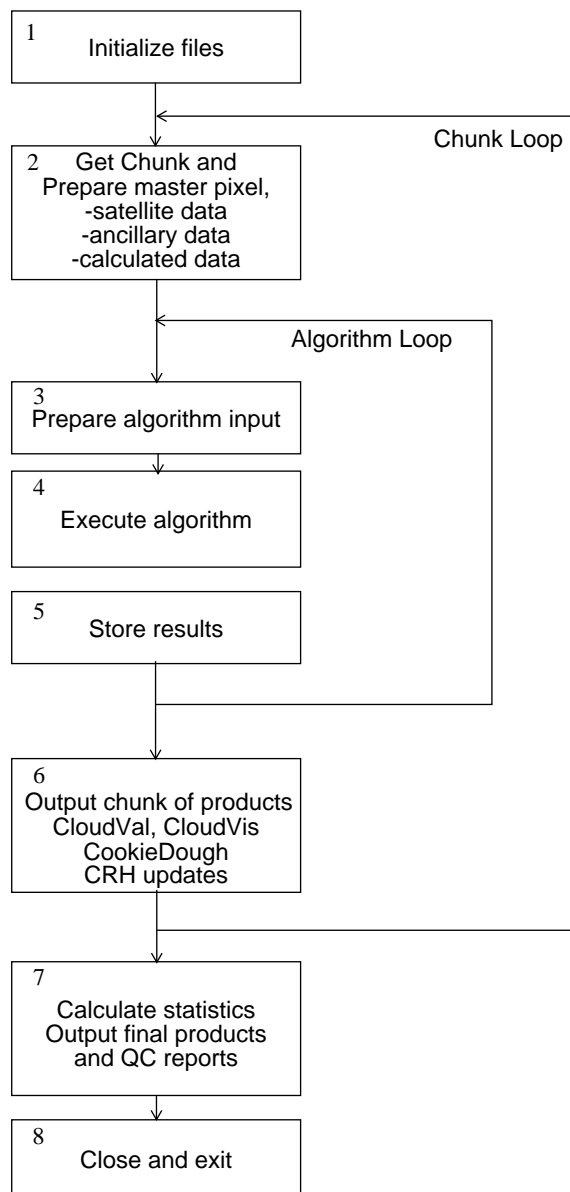 1
Initialize files
Chunk Loop
2
Get Chunk and
Prepare master pixel,
-satellite data
-ancillary data
-calculated data
Algorithm Loop
3
Prepare algorithm input
4
Execute algorithm
5
Store results
6
Output chunk of products
CloudVal, CloudVis
CookieDough
CRH updates
7
Calculate statistics
Output final products
and QC reports
8
Close and exit